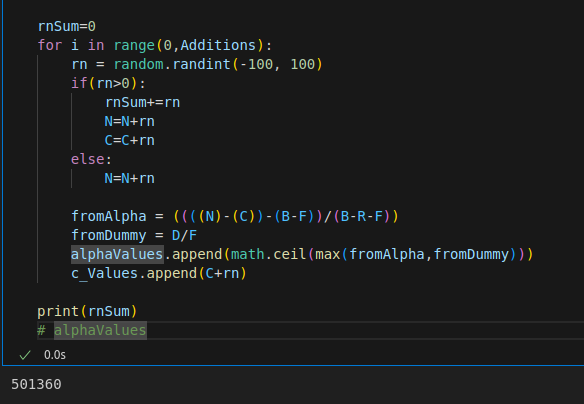 rnSum=0
for i in range(0,Additions):
    rn = random.randint(-100, 100)
    if(rn>0):
        rnSum+=rn
        N=N+rn
        C=C+rn
    else:
        N=N+rn
    fromAlpha = ((((N)-(C))-(B-F))/(B-R-F))
    fromDummy = D/F
    alphaValues.append(math.ceil(max(fromAlpha,fromDummy)))
    c_Values.append(C+rn)
print(rnSum)
# alphaValues
✓ 0.0s
501360